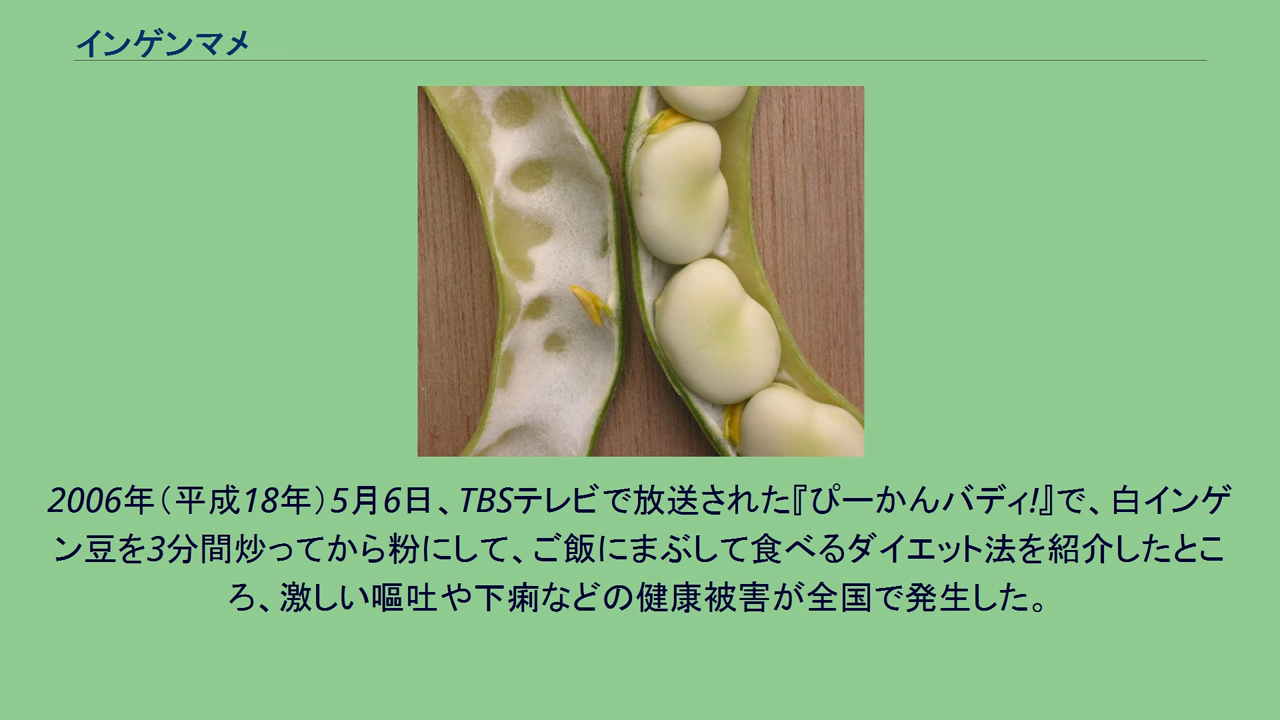 インゲンマメ
2006年（平成18年）5月6日、TBSテレビで放送された『ぴーかんバディ!』で、白インゲ
ン豆を3分間炒ってから粉にして、ご飯にまぶして食べるダイエット法を紹介したとこ
ろ、激しい嘔吐や下痢などの健康被害が全国で発生した。